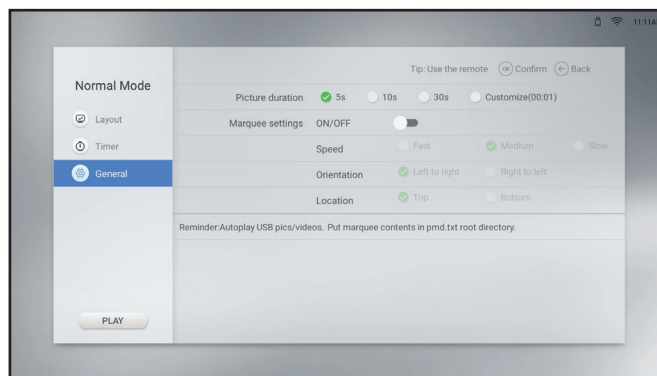 11:11A
Tip: Use the remote OK Confirm Back
Normal Mode
Layout
Timer
General
PLAY
Picture duration 5s 10s 30s Customize(00:01)
Marquee settings ON/OFF
Speed Fast Medium Slow
Orientation Left to right Right to left
Location Top Bottom
Reminder:Autoplay USB pics/videos. Put marquee contents in pmd.txt root directory.